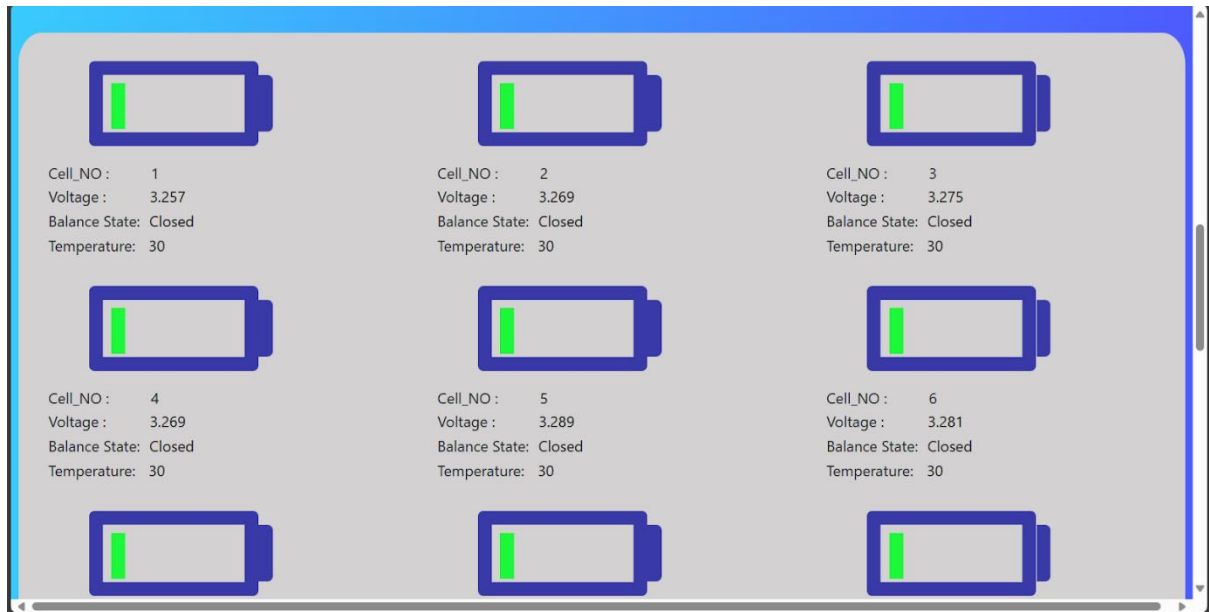 Cell_NO : 1
Voltage : 3.257
Balance State: Closed
Temperature: 30
Cell_NO : 2
Voltage : 3.269
Balance State: Closed
Temperature: 30
Cell_NO : 3
Voltage : 3.275
Balance State: Closed
Temperature: 30
Cell_NO : 4
Voltage : 3.269
Balance State: Closed
Temperature: 30
Cell_NO : 5
Voltage : 3.289
Balance State: Closed
Temperature: 30
Cell_NO : 6
Voltage : 3.281
Balance State: Closed
Temperature: 30